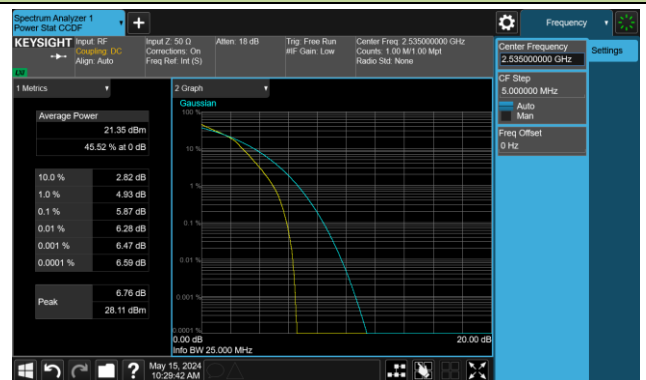 Spectrum Analyzer 1
Power Stat CCDF
Frequency
KEYSIGHT
Input: RF
Coupling: DC
Align: Auto
Input Z: 50 Ω
Corrections: On
Freq Ref: Int (S)
Atten: 18 dB
Trig: Free Run
#IF Gain: Low
Center Freq: 2.535000000 GHz
Counts: 1.00 M/1.00 Mpt
Radio Std: None
LXI
Center Frequency
2.535000000 GHz
Settings
CF Step
5.000000 MHz
Auto
Man
Freq Offset
0 Hz
1 Metrics
Average Power
21.35 dBm
45.52 % at 0 dB
10.0 % 2.82 dB
1.0 % 4.93 dB
0.1 % 5.87 dB
0.01 % 6.28 dB
0.001 % 6.47 dB
0.0001 % 6.59 dB
Peak
6.76 dB
28.11 dBm
2 Graph
Gaussian
100 %
10 %
1 %
0.1 %
0.01 %
0.001 %
0.0001 %
0.00 dB
20.00 dB
Info BW 25.000 MHz
?
May 15, 2024
10:29:42 AM